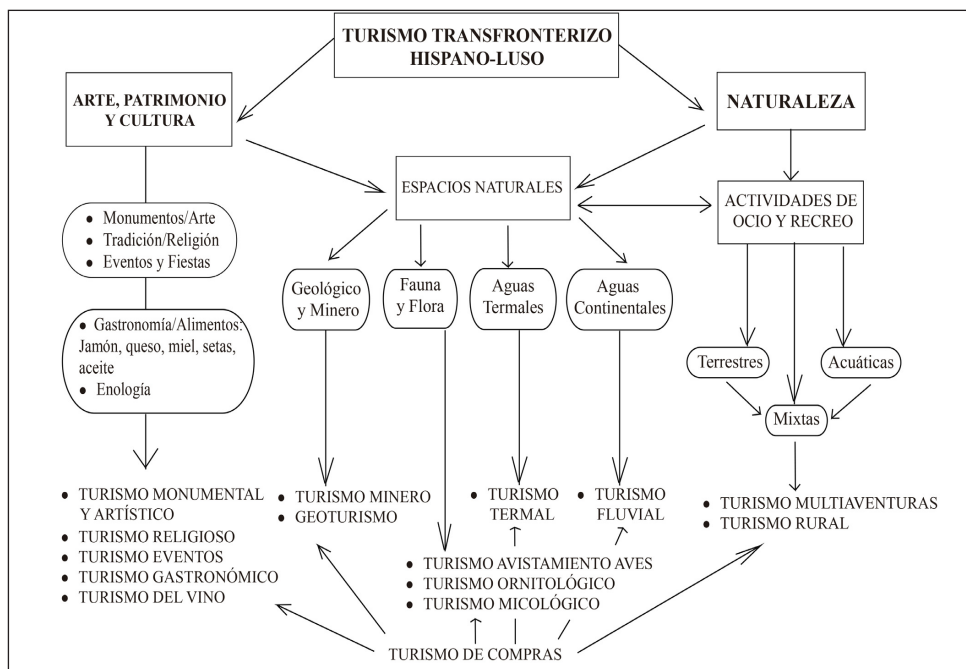 TURISMO TRANSFRONTERIZO
HISPANO-LUSO
ARTE, PATRIMONIO
Y CULTURA
NATURALEZA
ESPACIOS NATURALES
ACTIVIDADES DE
OCIO Y RECREO
● Monumentos/Arte
● Tradición/Religión
● Eventos y Fiestas
Geológico
y Minero
Fauna
y Flora
Aguas
Termales
Aguas
Continentales
● Gastronomía/Alimentos:
Jamón, queso, miel, setas,
aceite
● Enología
Terrestres
Acuáticas
Mixtas
● TURISMO MONUMENTAL
Y ARTÍSTICO
● TURISMO RELIGIOSO
● TURISMO EVENTOS
● TURISMO GASTRONÓMICO
● TURISMO DEL VINO
● TURISMO MINERO
● GEOTURISMO
● TURISMO
TERMAL
● TURISMO
FLUVIAL
● TURISMO MULTIAVENTURAS
● TURISMO RURAL
● TURISMO AVISTAMIENTO AVES
● TURISMO ORNITOLÓGICO
● TURISMO MICOLÓGICO
TURISMO DE COMPRAS